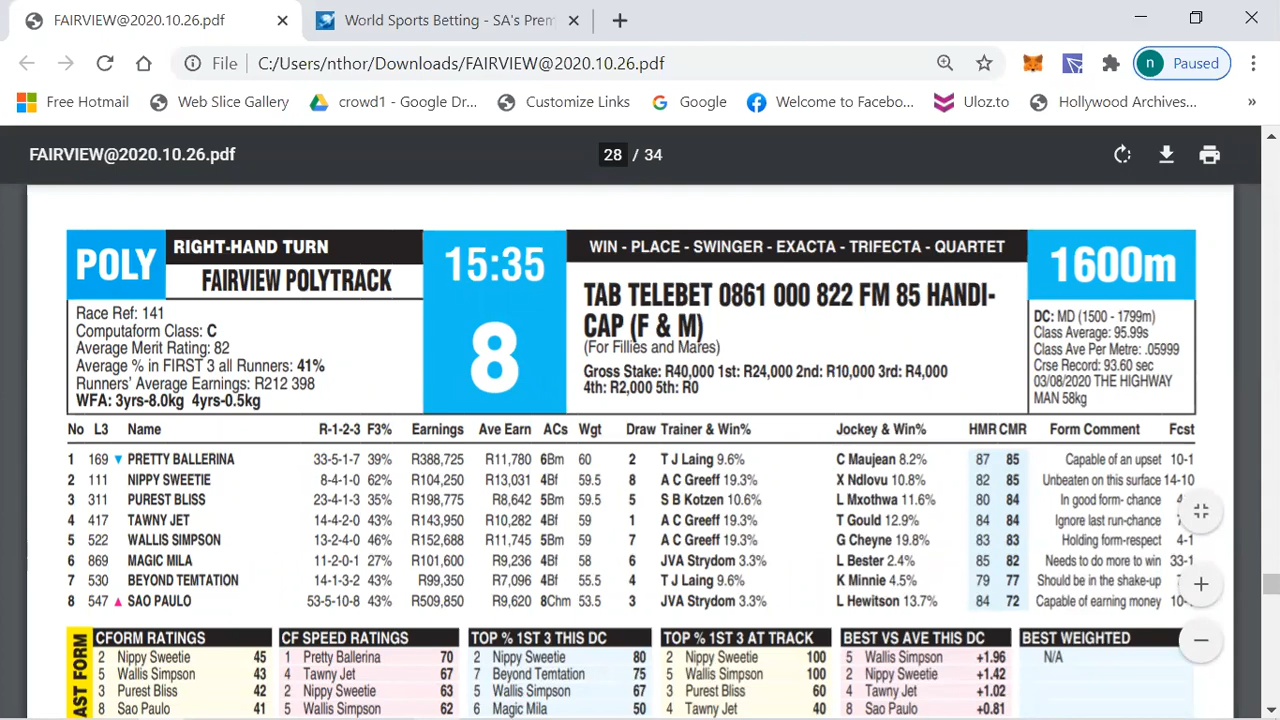 FAIRVIEW@2020.10.26.pdf
World Sports Betting - SA's Prem
File C:/Users/nthor/Downloads/FAIRVIEW@2020.10.26.pdf n Paused
Free Hotmail Web Slice Gallery crowd1 - Google Dr... Customize Links Google Welcome to Facec... Uloz.to Hollywood Archives... »
FAIRVIEW@2020.10.26.pdf 28 / 34
POLY
RIGHT-HAND TURN
FAIRVIEW POLYTRACK
Race Ref: 141
Computaform Class: C
Average Merit Rating: 82
Average % in FIRST 3 all Runners: 41%
Runners' Average Earnings: R212 398
WFA: 3yrs-8.0kg 4yrs-0.5kg
15:35
8
WIN - PLACE - SWINGER - EXACTA - TRIFECTA - QUARTET
TAB TELEBET 0861 000 822 FM 85 HANDI-
CAP (F & M)
(For Fillies and Mares)
Gross Stake: R40,000 1st: R24,000 2nd: R10,000 3rd: R4,000
4th: R2,000 5th: R0
1600m
DC: MD (1500 - 1799m)
Class Average: 95.99s
Class Ave Per Metre: .05999
Crse Record: 93.60 sec
03/08/2020 THE HIGHWAY
MAN 58kg
No L3 Name R-1-2-3 F3% Earnings Ave Earn ACs Wgt Draw Trainer & Win% Jockey & Win% HMR CMR Form Comment Fcst
1 169 ▼ PRETTY BALLERINA 33-5-1-7 39% R388,725 R11,780 6Bm 60 2 T J Laing 9.6% C Maujean 8.2% 87 85 Capable of an upset 10-1
2 111 NIPPY SWEETIE 8-4-1-0 62% R104,250 R13,031 4Bf 59.5 8 A C Greeff 19.3% X Ndlovu 10.8% 82 85 Unbeaten on this surface 14-10
3 311 PUREST BLISS 23-4-1-3 35% R198,775 R8,642 5Bm 59.5 5 S B Kotzen 10.6% L Mxothwa 11.6% 80 84 In good form- chance
4 417 TAWNY JET 14-4-2-0 43% R143,950 R10,282 4Bf 59 1 A C Greeff 19.3% T Gould 12.9% 84 84 Ignore last run-chance
5 522 WALLIS SIMPSON 13-2-4-0 46% R152,688 R11,745 5Bm 59 7 A C Greeff 19.3% G Cheyne 19.8% 83 83 Holding form-respect 4-1
6 869 MAGIC MILA 11-2-0-1 27% R101,600 R9,236 4Bf 58 6 JVA Strydom 3.3% L Bester 2.4% 85 82 Needs to do more to win 33-1
7 530 BEYOND TEMTATION 14-1-3-2 43% R99,350 R7,096 4Bf 55.5 4 T J Laing 9.6% K Minnie 4.5% 79 77 Should be in the shake-up
8 547 ▲ SAO PAULO 53-5-10-8 43% R509,850 R9,620 8Chm 53.5 3 JVA Strydom 3.3% L Hewitson 13.7% 84 72 Capable of earning money
AST FORM
CFORM RATINGS
2 Nippy Sweetie 45
5 Wallis Simpson 43
3 Purest Bliss 42
8 Sao Paulo 41
CF SPEED RATINGS
1 Pretty Ballerina 70
4 Tawny Jet 67
2 Nippy Sweetie 63
5 Wallis Simpson 62
TOP % 1ST 3 THIS DC
2 Nippy Sweetie 80
7 Beyond Temtation 75
5 Wallis Simpson 67
6 Magic Mila 50
TOP % 1ST 3 AT TRACK
2 Nippy Sweetie 100
5 Wallis Simpson 100
3 Purest Bliss 60
4 Tawny Jet 40
BEST VS AVE THIS DC
5 Wallis Simpson +1.96
2 Nippy Sweetie +1.42
4 Tawny Jet +1.02
8 Sao Paulo +0.81
BEST WEIGHTED
N/A